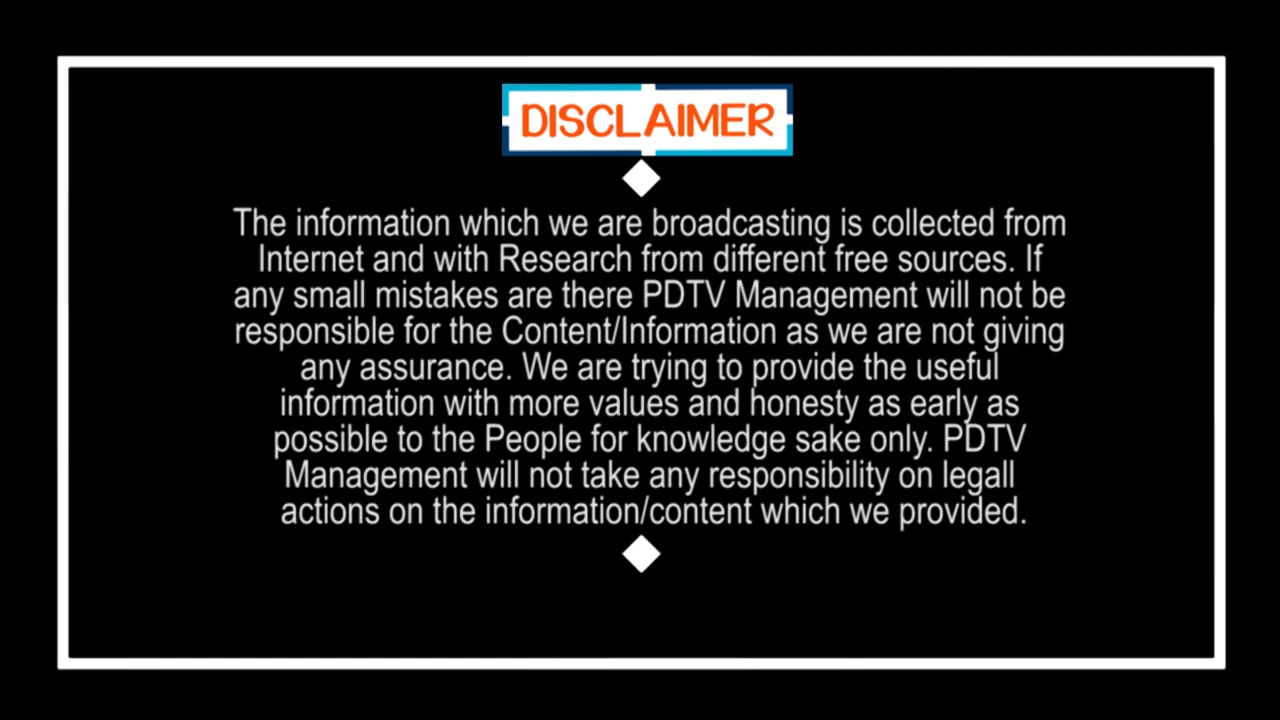 DISCLAIMER
The information which we are broadcasting is collected from
Internet and with Research from different free sources. If
any small mistakes are there PDTV Management will not be
responsible for the Content/Information as we are not giving
any assurance. We are trying to provide the useful
information with more values and honesty as early as
possible to the People for knowledge sake only. PDTV
Management will not take any responsibility on legall
actions on the information/content which we provided.